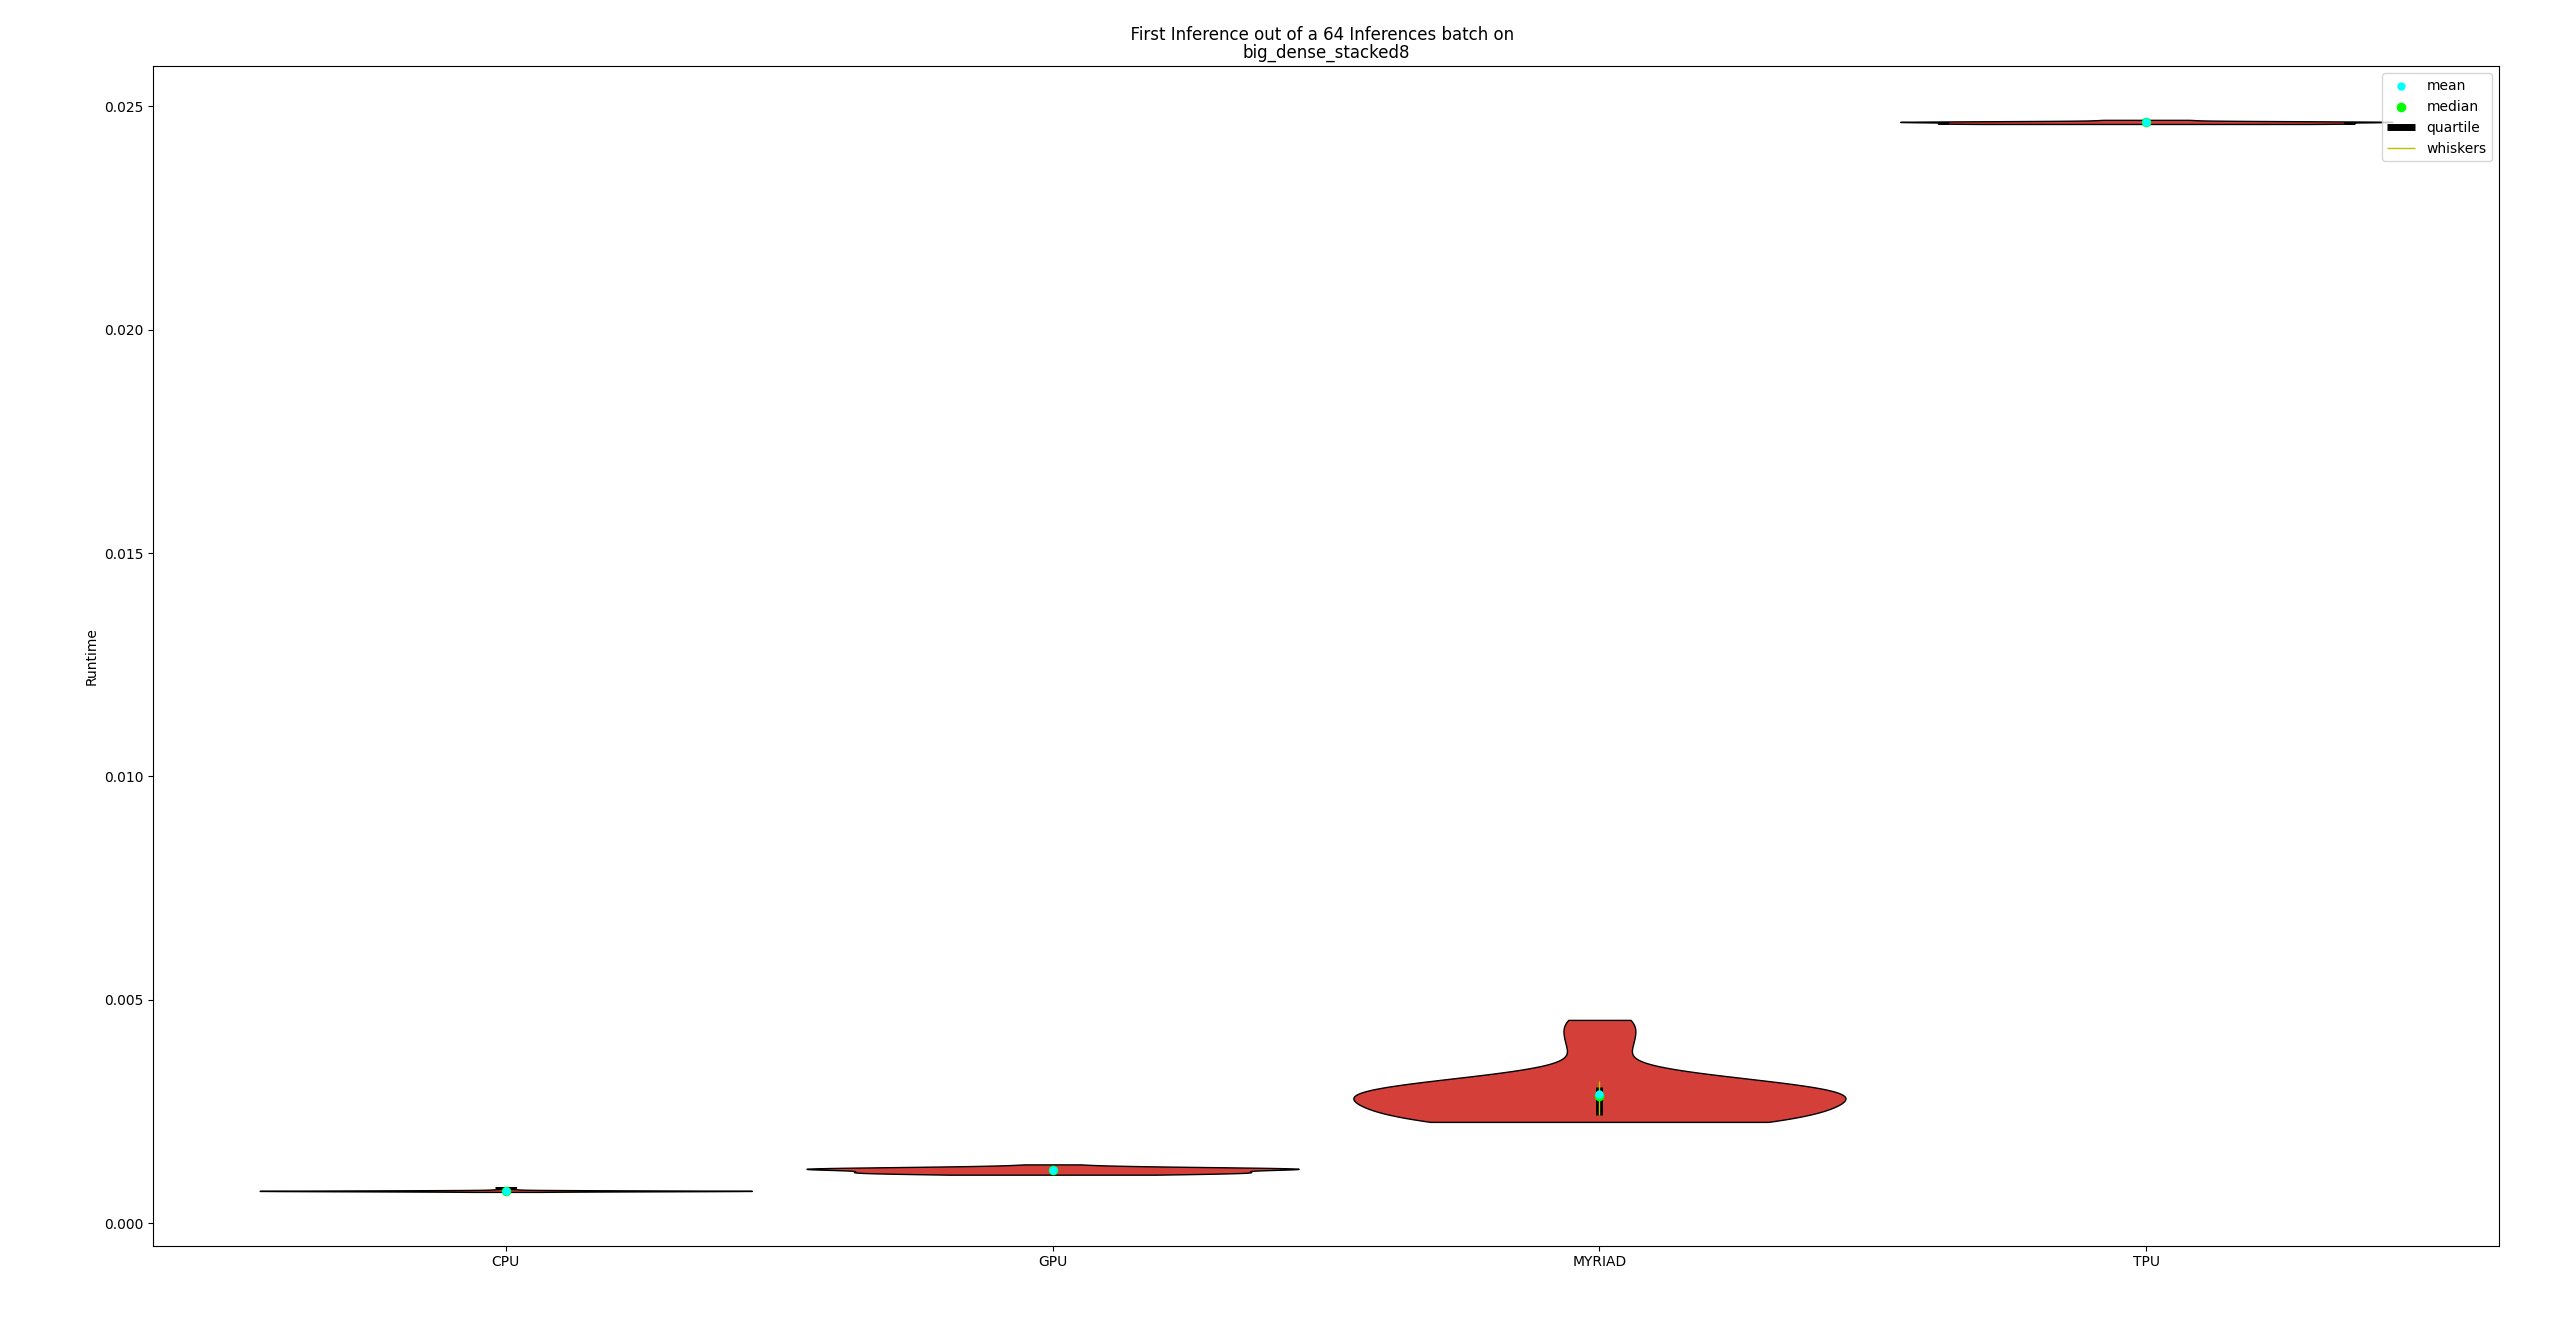 First Inference out of a 64 Inferences batch on
big_dense_stacked8
mean
median
quartile
whiskers
0.025
0.020
0.015
0.010
0.005
0.000
Runtime
CPU
GPU
MYRIAD
TPU